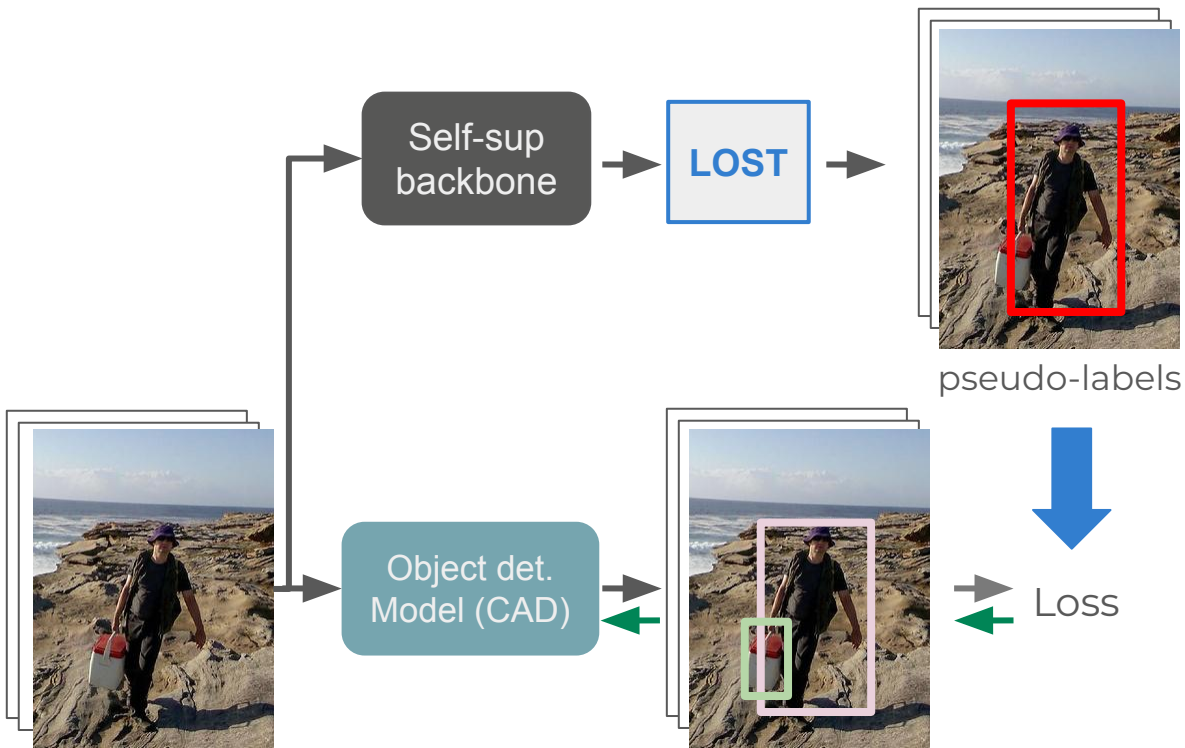 Self-sup
backbone
LOST
pseudo-labels
Object det.
Model (CAD)
Loss